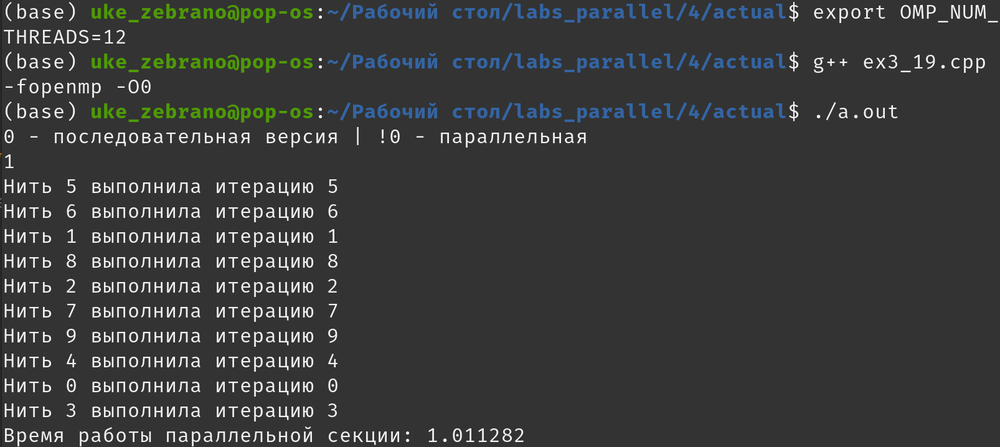 (base) uke_zebrano@pop-os:~/Рабочий стол/labs_parallel/4/actual$ export OMP_NUM_
THREADS=12
(base) uke_zebrano@pop-os:~/Рабочий стол/labs_parallel/4/actual$ g++ ex3_19.cpp
-fopenmp -O0
(base) uke_zebrano@pop-os:~/Рабочий стол/labs_parallel/4/actual$ ./a.out
0 - последовательная версия | !0 - параллельная
1
Нить 5 выполнила итерацию 5
Нить 6 выполнила итерацию 6
Нить 1 выполнила итерацию 1
Нить 8 выполнила итерацию 8
Нить 2 выполнила итерацию 2
Нить 7 выполнила итерацию 7
Нить 9 выполнила итерацию 9
Нить 4 выполнила итерацию 4
Нить 0 выполнила итерацию 0
Нить 3 выполнила итерацию 3
Время работы параллельной секции: 1.011282